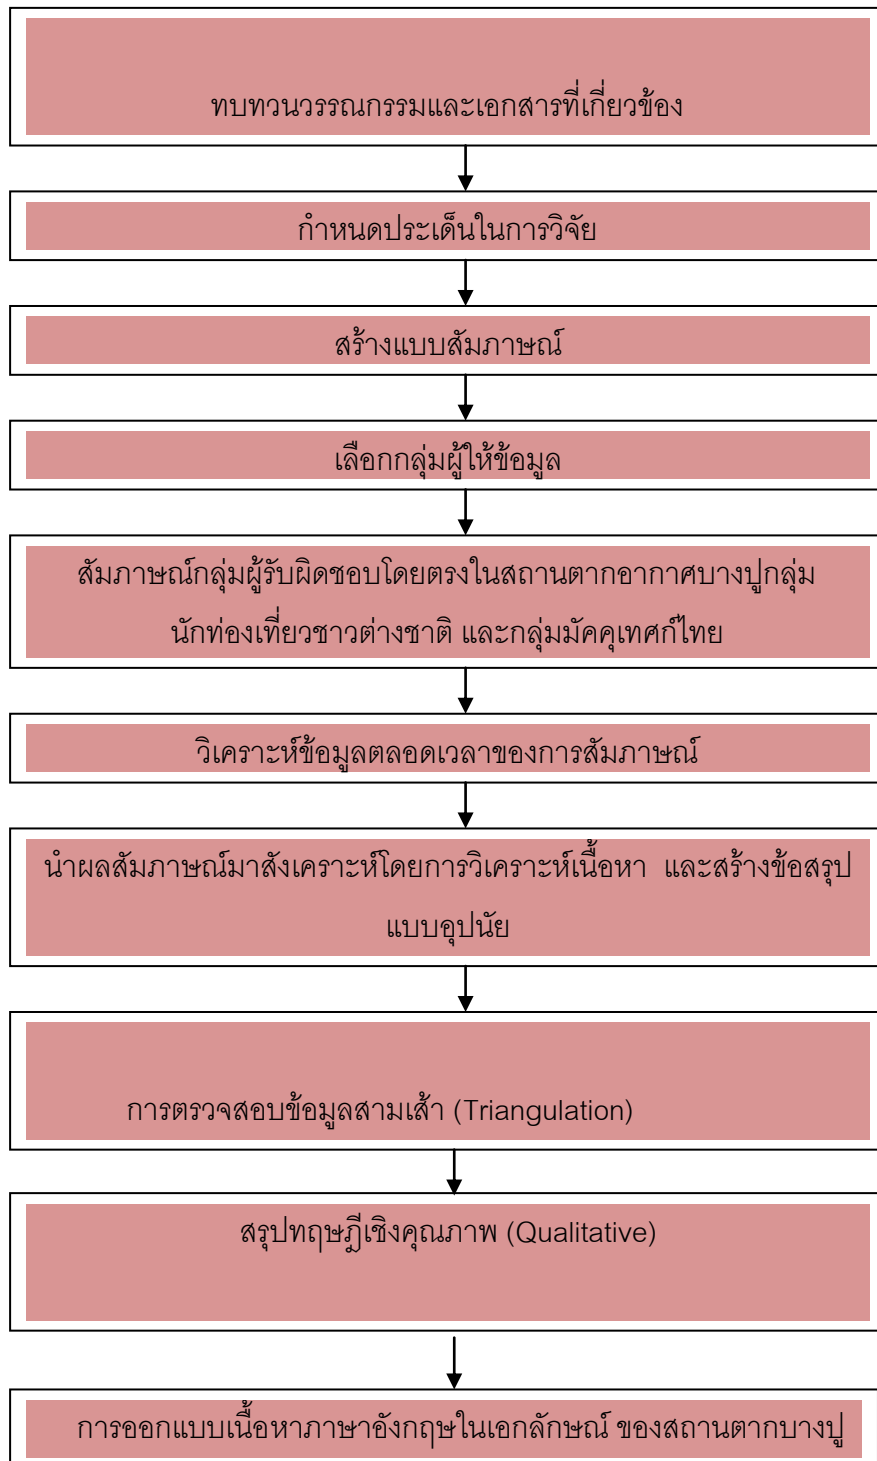 ทบทวนวรรณกรรมและเอกสารที่เกี่ยวข้อง
กำหนดประเด็นในการวิจัย
สร้างแบบสัมภาษณ์
เลือกกลุ่มผู้ให้ข้อมูล
สัมภาษณ์กลุ่มผู้รับผิดชอบโดยตรงในสถานตากอากาศบางปูกลุ่ม
นักท่องเที่ยวชาวต่างชาติ และกลุ่มมัคคุเทศก์ไทย
วิเคราะห์ข้อมูลตลอดเวลาของการสัมภาษณ์
นำผลสัมภาษณ์มาสังเคราะห์โดยการวิเคราะห์เนื้อหา และสร้างข้อสรุป
แบบอุปนัย
การตรวจสอบข้อมูลสามเส้า (Triangulation)
สรุปทฤษฎีเชิงคุณภาพ (Qualitative)
การออกแบบเนื้อหาภาษาอังกฤษในเอกลักษณ์ ของสถานตากบางปู